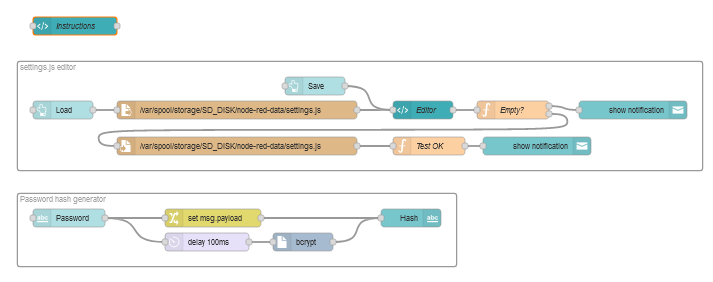 Instructions
settings.js editor
Save
Load
/var/spool/storage/SD_DISK/node-red-data/settings.js
Editor
Empty?
show notification
/var/spool/storage/SD_DISK/node-red-data/settings.js
Test OK
show notification
Password hash generator
abc
Password
set msg.payload
Hash
abc
delay 100ms
bcrypt